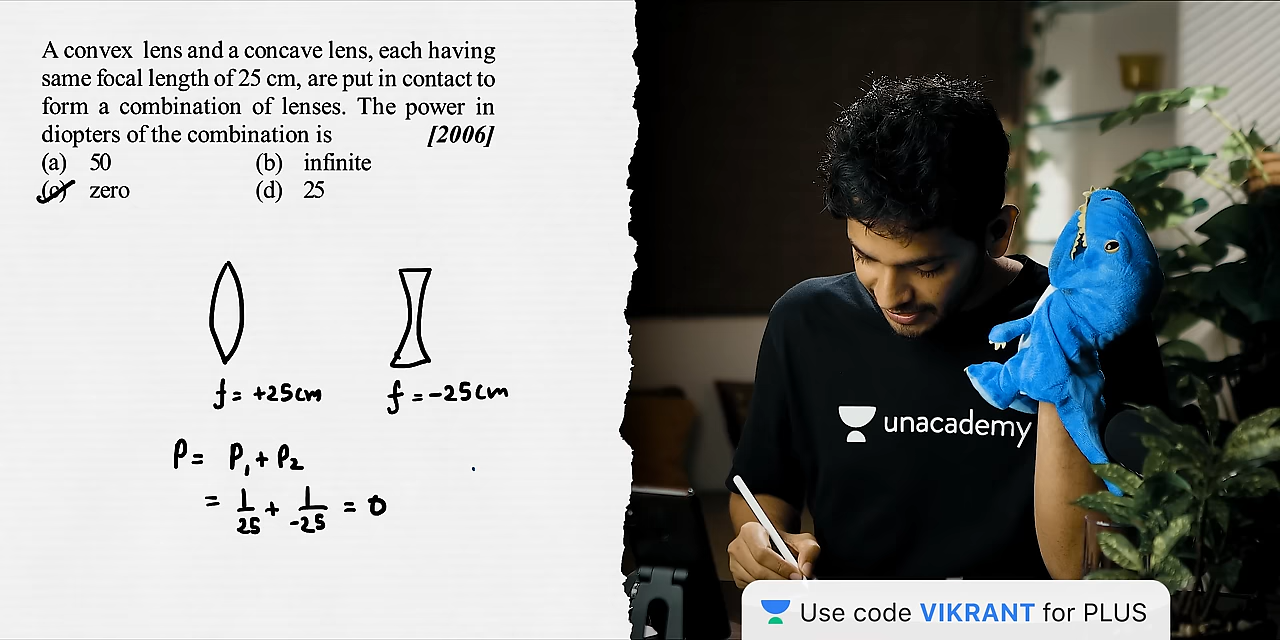 A convex lens and a concave lens, each having
same focal length of 25 cm, are put in contact to
form a combination of lenses. The power in
diopters of the combination is [2006]
(a) 50 (b) infinite
(c) zero (d) 25
f = +25cm f = -25cm
P = P₁ + P₂
= 1/25 + 1/-25 = 0
unacademy
Use code VIKRANT for PLUS